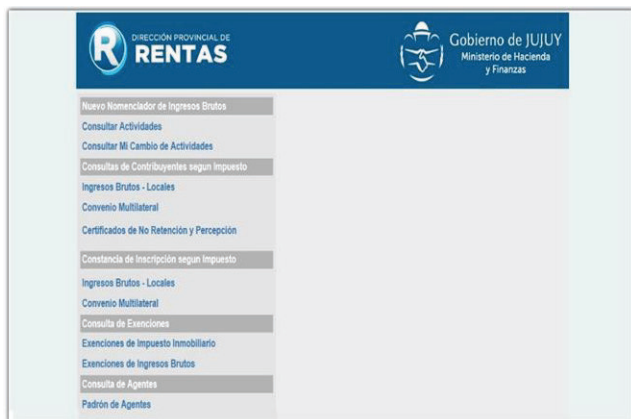 DIRECCIÓN PROVINCIAL DE
RENTAS
Gobierno de JUJUY
Ministerio de Hacienda
y Finanzas
Nuevo Nomenclador de Ingresos Brutos
Consultar Actividades
Consultar Mi Cambio de Actividades
Consultas de Contribuyentes segun Impuesto
Ingresos Brutos - Locales
Convenio Multilateral
Certificados de No Retención y Percepción
Constancia de Inscripción segun Impuesto
Ingresos Brutos - Locales
Convenio Multilateral
Consulta de Exenciones
Exenciones de Impuesto Inmobiliario
Exenciones de Ingresos Brutos
Consulta de Agentes
Padrón de Agentes